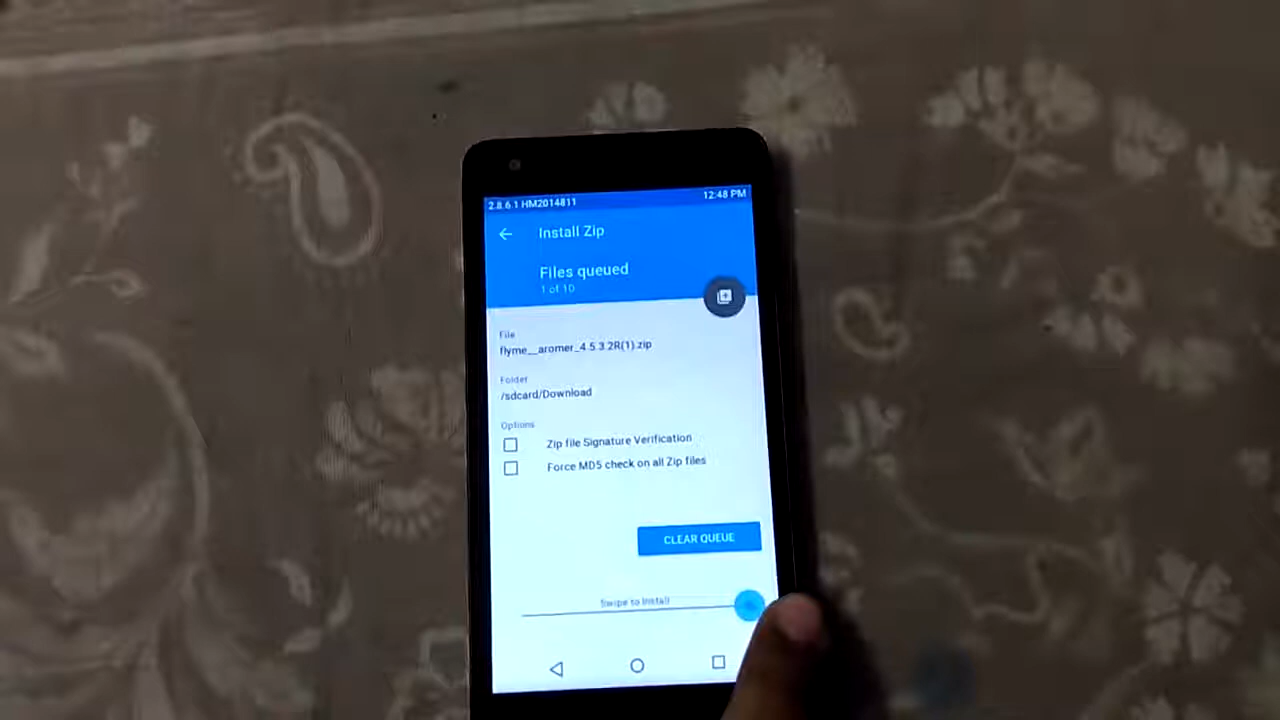 2.8.6.1 HM2014811 12:48 PM
Install Zip
Files queued
1 of 10
File
flyme__aromer_4.5.3.2R(1).zip
Folder
/sdcard/Download
Options
Zip file Signature Verification
Force MD5 check on all Zip files
CLEAR QUEUE
Swipe to Install